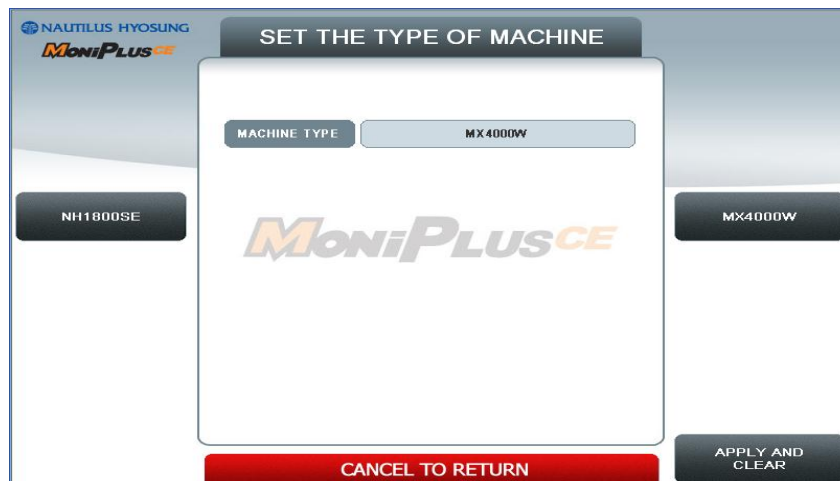 NAUTILUS HYOSUNG
MONiPLUSCE
SET THE TYPE OF MACHINE
MACHINE TYPE
MX4000W
NH1800SE
MONiPLUSCE
MX4000W
APPLY AND
CLEAR
CANCEL TO RETURN